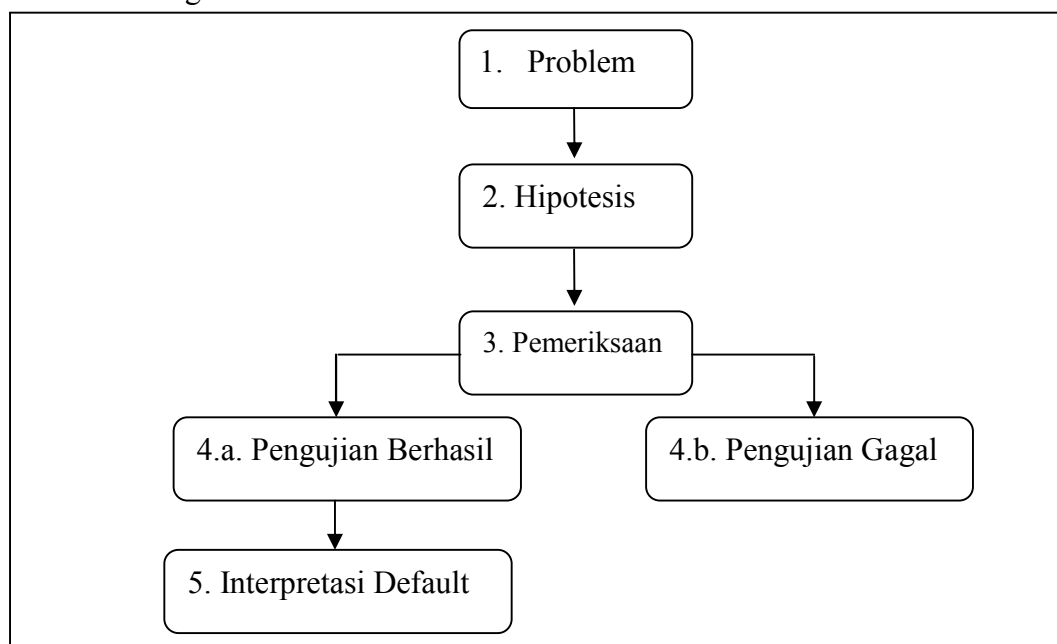 1. Problem
2. Hipotesis
3. Pemeriksaan
4.a. Pengujian Berhasil
4.b. Pengujian Gagal
5. Interpretasi Default